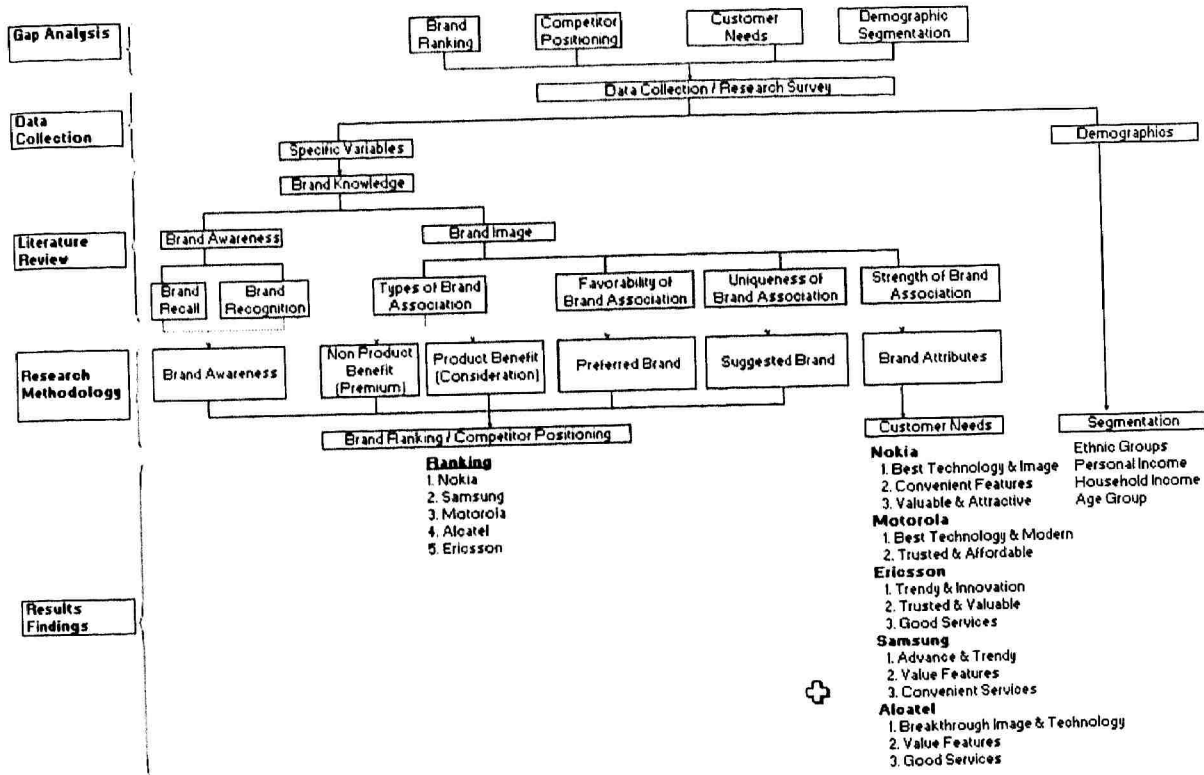 Gap Analysis
Brand
Ranking
Competitor
Positioning
Customer
Needs
Demographic
Segmentation
Data Collection / Research Survey
Data
Collection
Specific Variables
Demographics
Brand Knowledge
Literature
Review
Brand Awareness
Brand Image
Brand
Recall
Brand
Recognition
Types of Brand
Association
Favorability of
Brand Association
Uniqueness of
Brand Association
Strength of Brand
Association
Research
Methodology
Brand Awareness
Non Product
Benefit
(Premium)
Product Benefit
(Consideration)
Preferred Brand
Suggested Brand
Brand Attributes
Brand Ranking / Competitor Positioning
Customer Needs
Segmentation
Results
Findings
Ranking
1. Nokia
2. Samsung
3. Motorola
4. Alcatel
5. Ericsson
Nokia
1. Best Technology & Image
2. Convenient Features
3. Valuable & Attractive
Motorola
1. Best Technology & Modern
2. Trusted & Affordable
Ericsson
1. Trendy & Innovation
2. Trusted & Valuable
3. Good Services
Samsung
1. Advance & Trendy
2. Value Features
3. Convenient Services
Alcatel
1. Breakthrough Image & Technology
2. Value Features
3. Good Services
Ethnic Groups
Personal Income
Household Income
Age Group